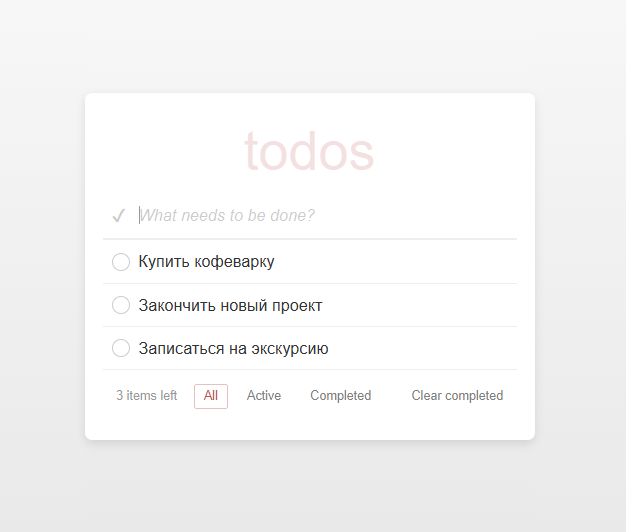 todos
What needs to be done?
Купить кофеварку
Закончить новый проект
Записаться на экскурсию
3 items left All Active Completed Clear completed